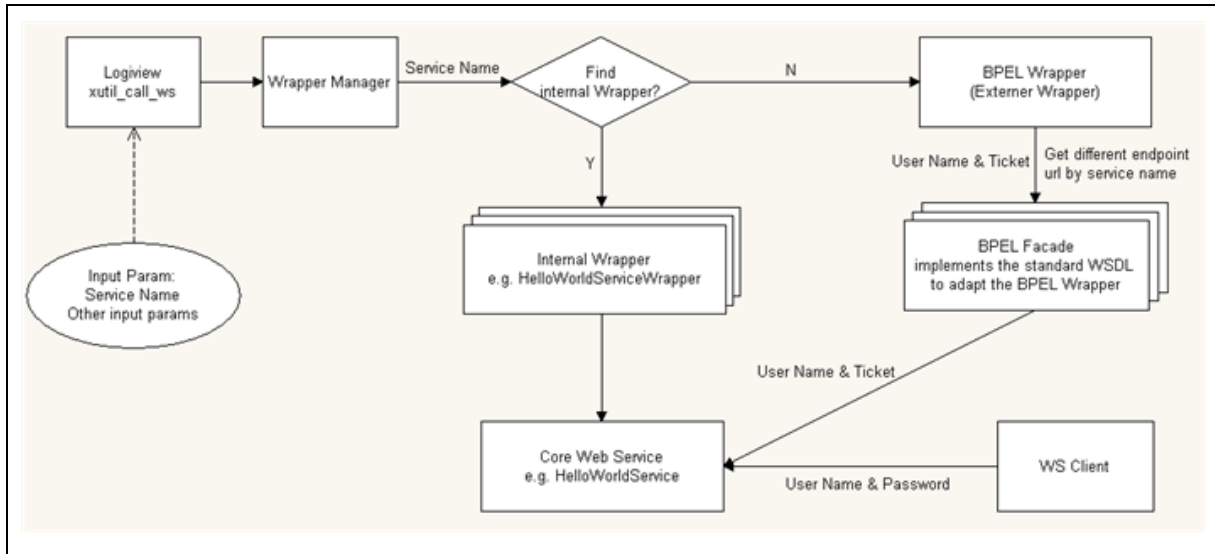 Logiview
xutil_call_ws
Wrapper Manager
Service Name
Find
internal Wrapper?
N
BPEL Wrapper
(Externer Wrapper)
Y
User Name & Ticket
Get different endpoint
url by service name
Input Param:
Service Name
Other input params
Internal Wrapper
e.g. HelloWorldServiceWrapper
BPEL Facade
implements the standard WSDL
to adapt the BPEL Wrapper
User Name & Ticket
Core Web Service
e.g. HelloWorldService
User Name & Password
WS Client